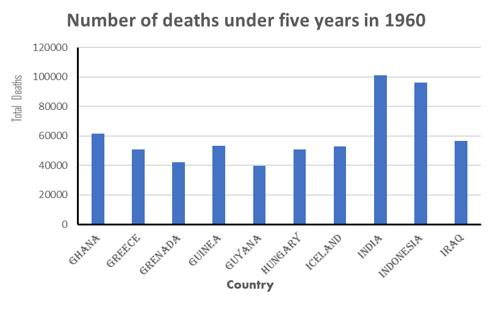 Number of deaths under five years in 1960
Total Deaths
120000
100000
80000
60000
40000
20000
0
GHANA
GREECE
GRENADA
GUINEA
GUYANA
HUNGARY
ICELAND
INDIA
INDONESIA
IRAQ
Country